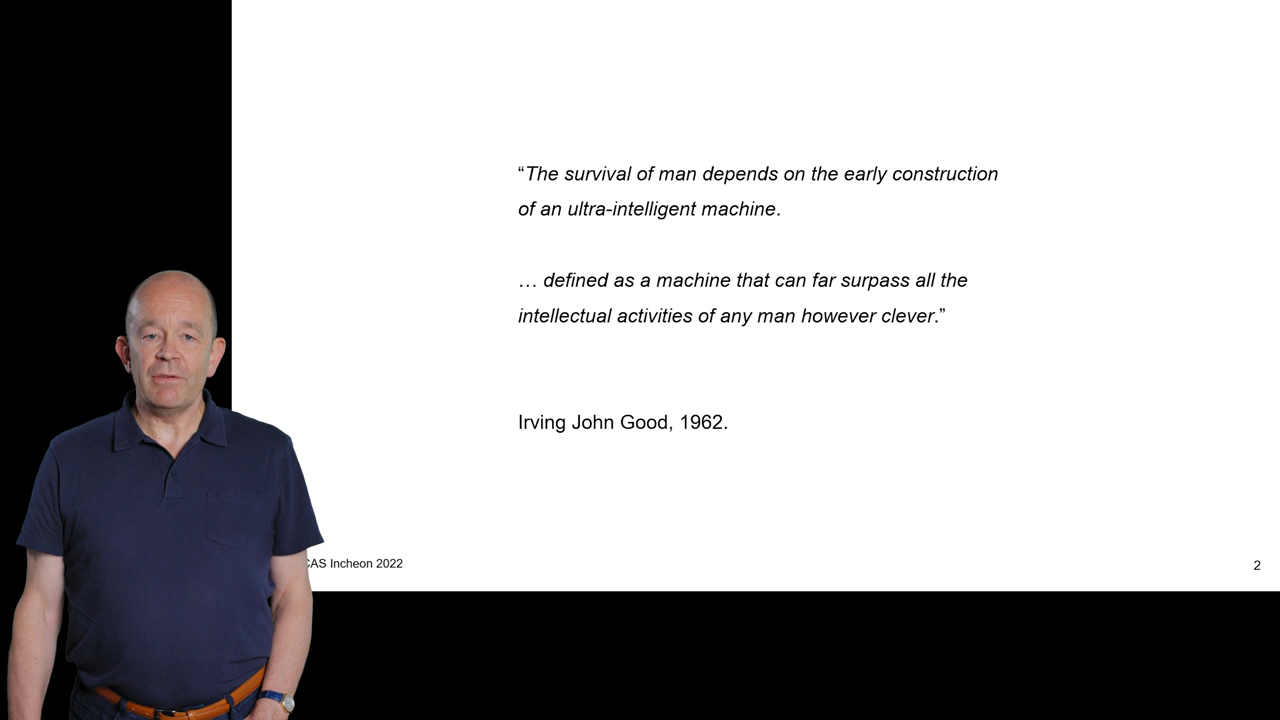 “The survival of man depends on the early construction
of an ultra-intelligent machine.
… defined as a machine that can far surpass all the
intellectual activities of any man however clever.”
Irving John Good, 1962.
CAS Incheon 2022
2